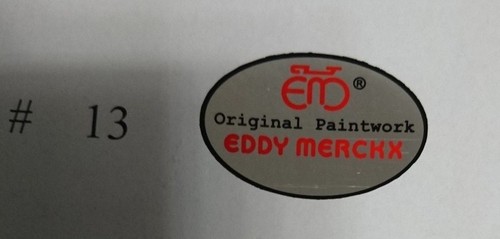 # 13
EM ®
Original Paintwork
EDDY MERCKX